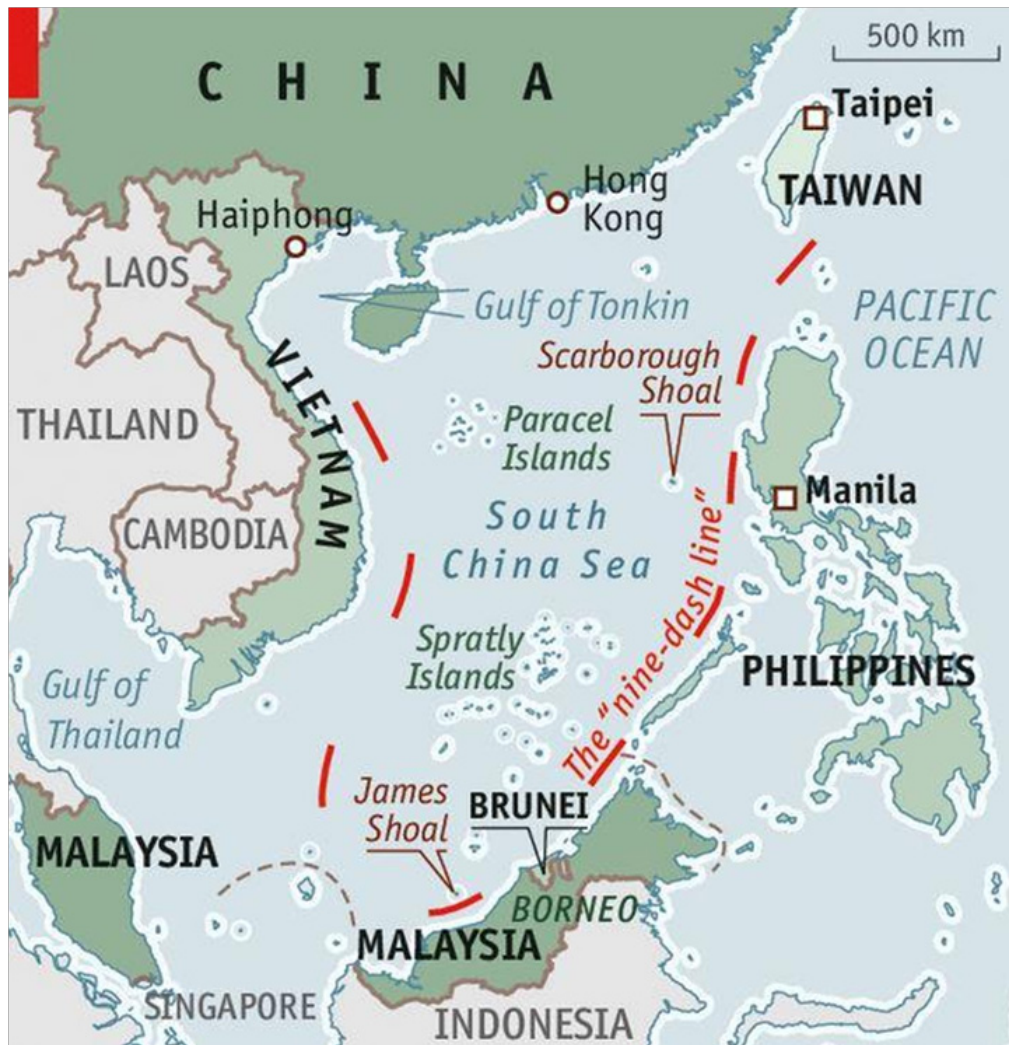 500 km
CHINA
Taipei
TAIWAN
Hong
Kong
Haiphong
LAOS
Gulf of Tonkin
PACIFIC
OCEAN
Scarborough
Shoal
VIETNAM
THAILAND
Paracel
Islands
Manila
South
China Sea
CAMBODIA
The “nine-dash line”
Spratly
Islands
PHILIPPINES
Gulf of
Thailand
James
Shoal
BRUNEI
MALAYSIA
BORNEO
MALAYSIA
SINGAPORE
INDONESIA